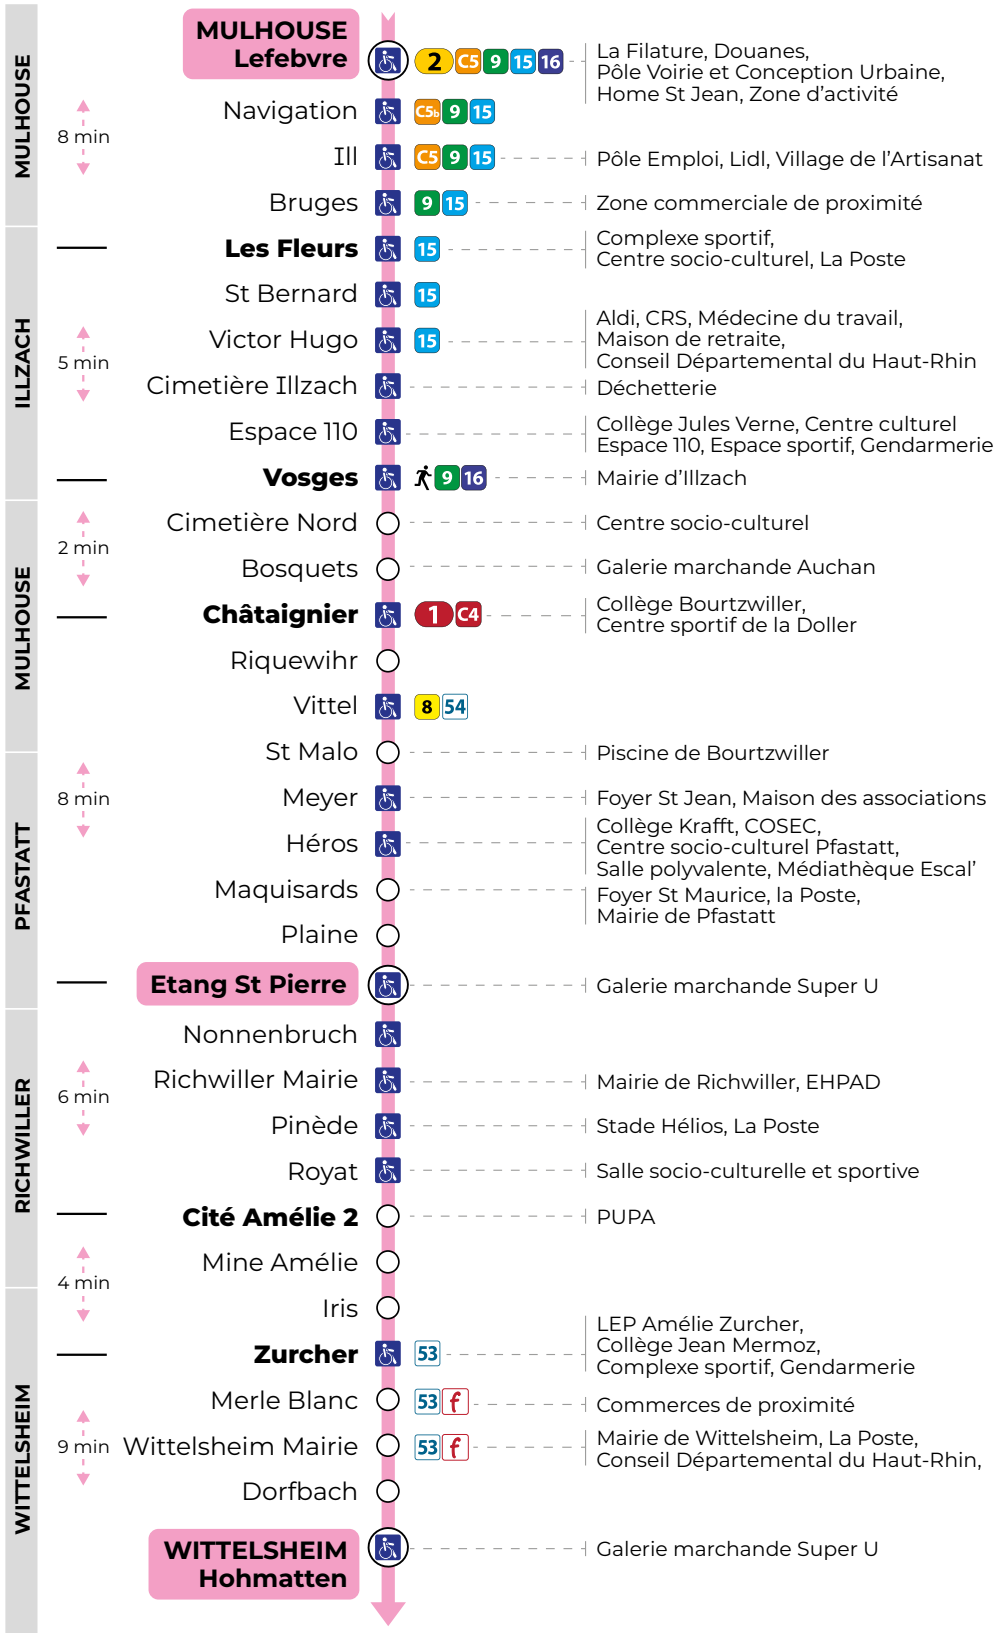 MULHOUSE
8 min
MULHOUSE
Lefebvre
2 C5 9 15 16
La Filature, Douanes,
Pôle Voirie et Conception Urbaine,
Home St Jean, Zone d’activité
Navigation
C5b 9 15
Ill
C5 9 15
Pôle Emploi, Lidl, Village de l’Artisanat
Bruges
9 15
Zone commerciale de proximité
ILLZACH
5 min
Les Fleurs
15
Complexe sportif,
Centre socio-culturel, La Poste
St Bernard
15
Victor Hugo
15
Aldi, CRS, Médecine du travail,
Maison de retraite,
Conseil Départemental du Haut-Rhin
Cimetière Illzach
Déchetterie
Espace 110
Collège Jules Verne, Centre culturel
Espace 110, Espace sportif, Gendarmerie
Vosges
9 16
Mairie d’Illzach
MULHOUSE
2 min
Cimetière Nord
Centre socio-culturel
Bosquets
Galerie marchande Auchan
Châtaignier
1 C4
Collège Bourtzwiller,
Centre sportif de la Doller
Riquewihr
Vittel
8 54
PFASTATT
8 min
St Malo
Piscine de Bourtzwiller
Meyer
Foyer St Jean, Maison des associations
Héros
Collège Krafft, COSEC,
Centre socio-culturel Pfastatt,
Salle polyvalente, Médiathèque Escal’
Maquisards
Foyer St Maurice, la Poste,
Mairie de Pfastatt
Plaine
Etang St Pierre
Galerie marchande Super U
RICHWILLER
6 min
Nonnenbruch
Richwiller Mairie
Mairie de Richwiller, EHPAD
Pinède
Stade Hélios, La Poste
Royat
Salle socio-culturelle et sportive
Cité Amélie 2
PUPA
Mine Amélie
4 min
WITTELSHEIM
Iris
Zurcher
53
LEP Amélie Zurcher,
Collège Jean Mermoz,
Complexe sportif, Gendarmerie
Merle Blanc
53 f
Commerces de proximité
9 min
Wittelsheim Mairie
53 f
Mairie de Wittelsheim, La Poste,
Conseil Départemental du Haut-Rhin,
Dorfbach
WITTELSHEIM
Hohmatten
Galerie marchande Super U